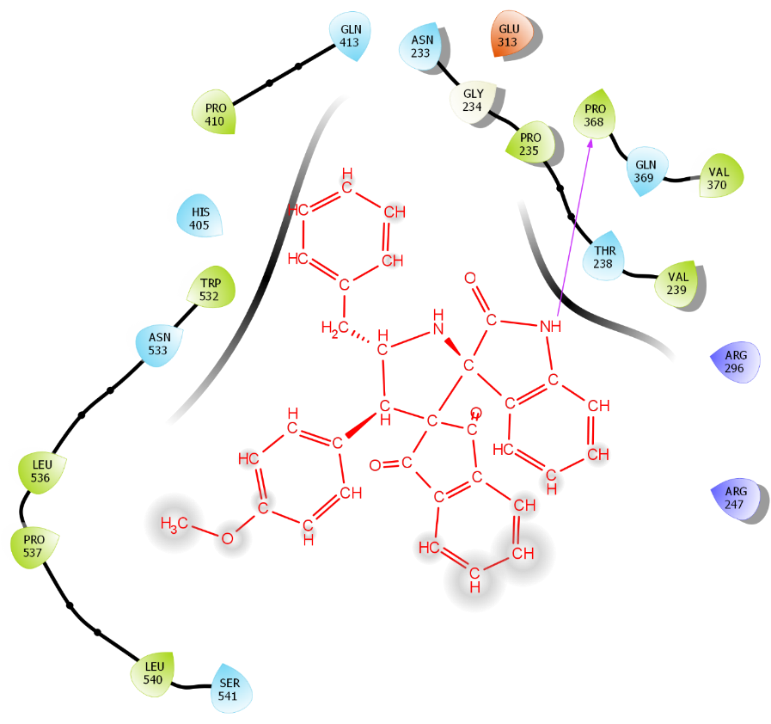 GLN
413
ASN
233
GLU
313
PRO
410
GLY
234
PRO
235
PRO
368
GLN
369
VAL
370
HIS
405
THR
238
VAL
239
TRP
532
ASN
533
ARG
296
LEU
536
PRO
537
ARG
247
LEU
540
SER
541
H
C
HC
CH
HC
CH
C
H₂C
H
C
H
N
O
C
NH
C
C
C
H
C
C
O
H
C
C
CH
H
C
HC
C
CH
HC
CH
C
H
O
C
C
C
C
H
CH
O
H₃C
HC
CH
CH
C
H